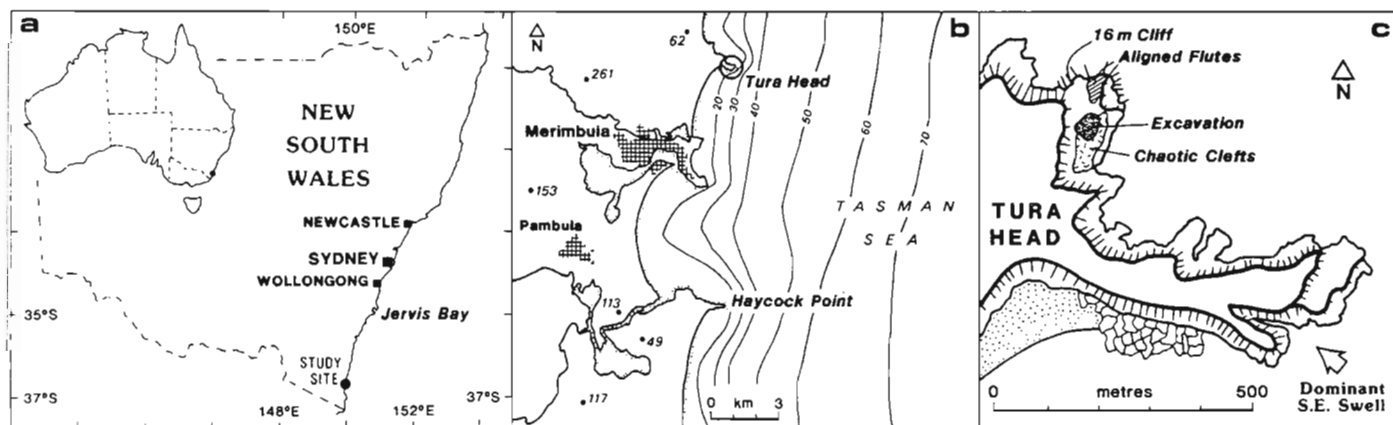 a
150°E
NEW
SOUTH
WALES
NEWCASTLE
SYDNEY
WOLLONGONG
Jervis Bay
35°S
STUDY
SITE
37°S
148°E
152°E
37°S
b
N
62
261
Tura Head
20
30
40
50
60
70
Merimbula
153
TASMAN
SEA
Pambula
Haycock Point
113
49
117
0 km 3
c
16 m Cliff
Aligned Flutes
N
Excavation
Chaotic Clefts
TURA
HEAD
0 metres 500
Dominant
S.E. Swell